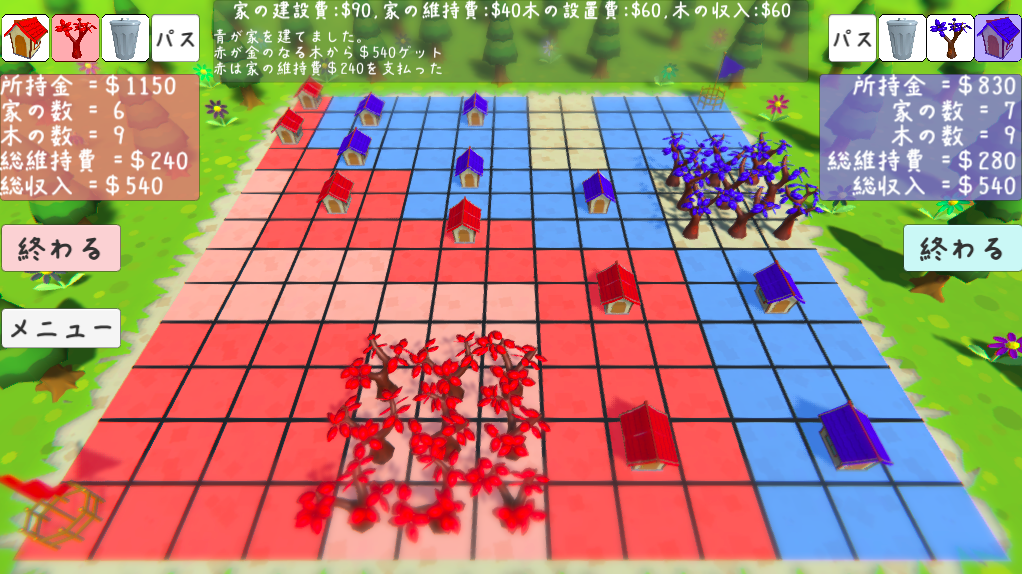 家の建設費:$90,家の維持費:$40木の設置費:$60,木の収入:$60
青が家を建てました。
赤が金のなる木から$540ゲット
赤は家の維持費$240を支払った
パス
パス
所持金 =$1150
家の数 = 6
木の数 = 9
総維持費 =$240
総収入 =$540
所持金 =$830
家の数 = 7
木の数 = 9
総維持費 =$280
総収入 =$540
終わる
終わる
メニュー